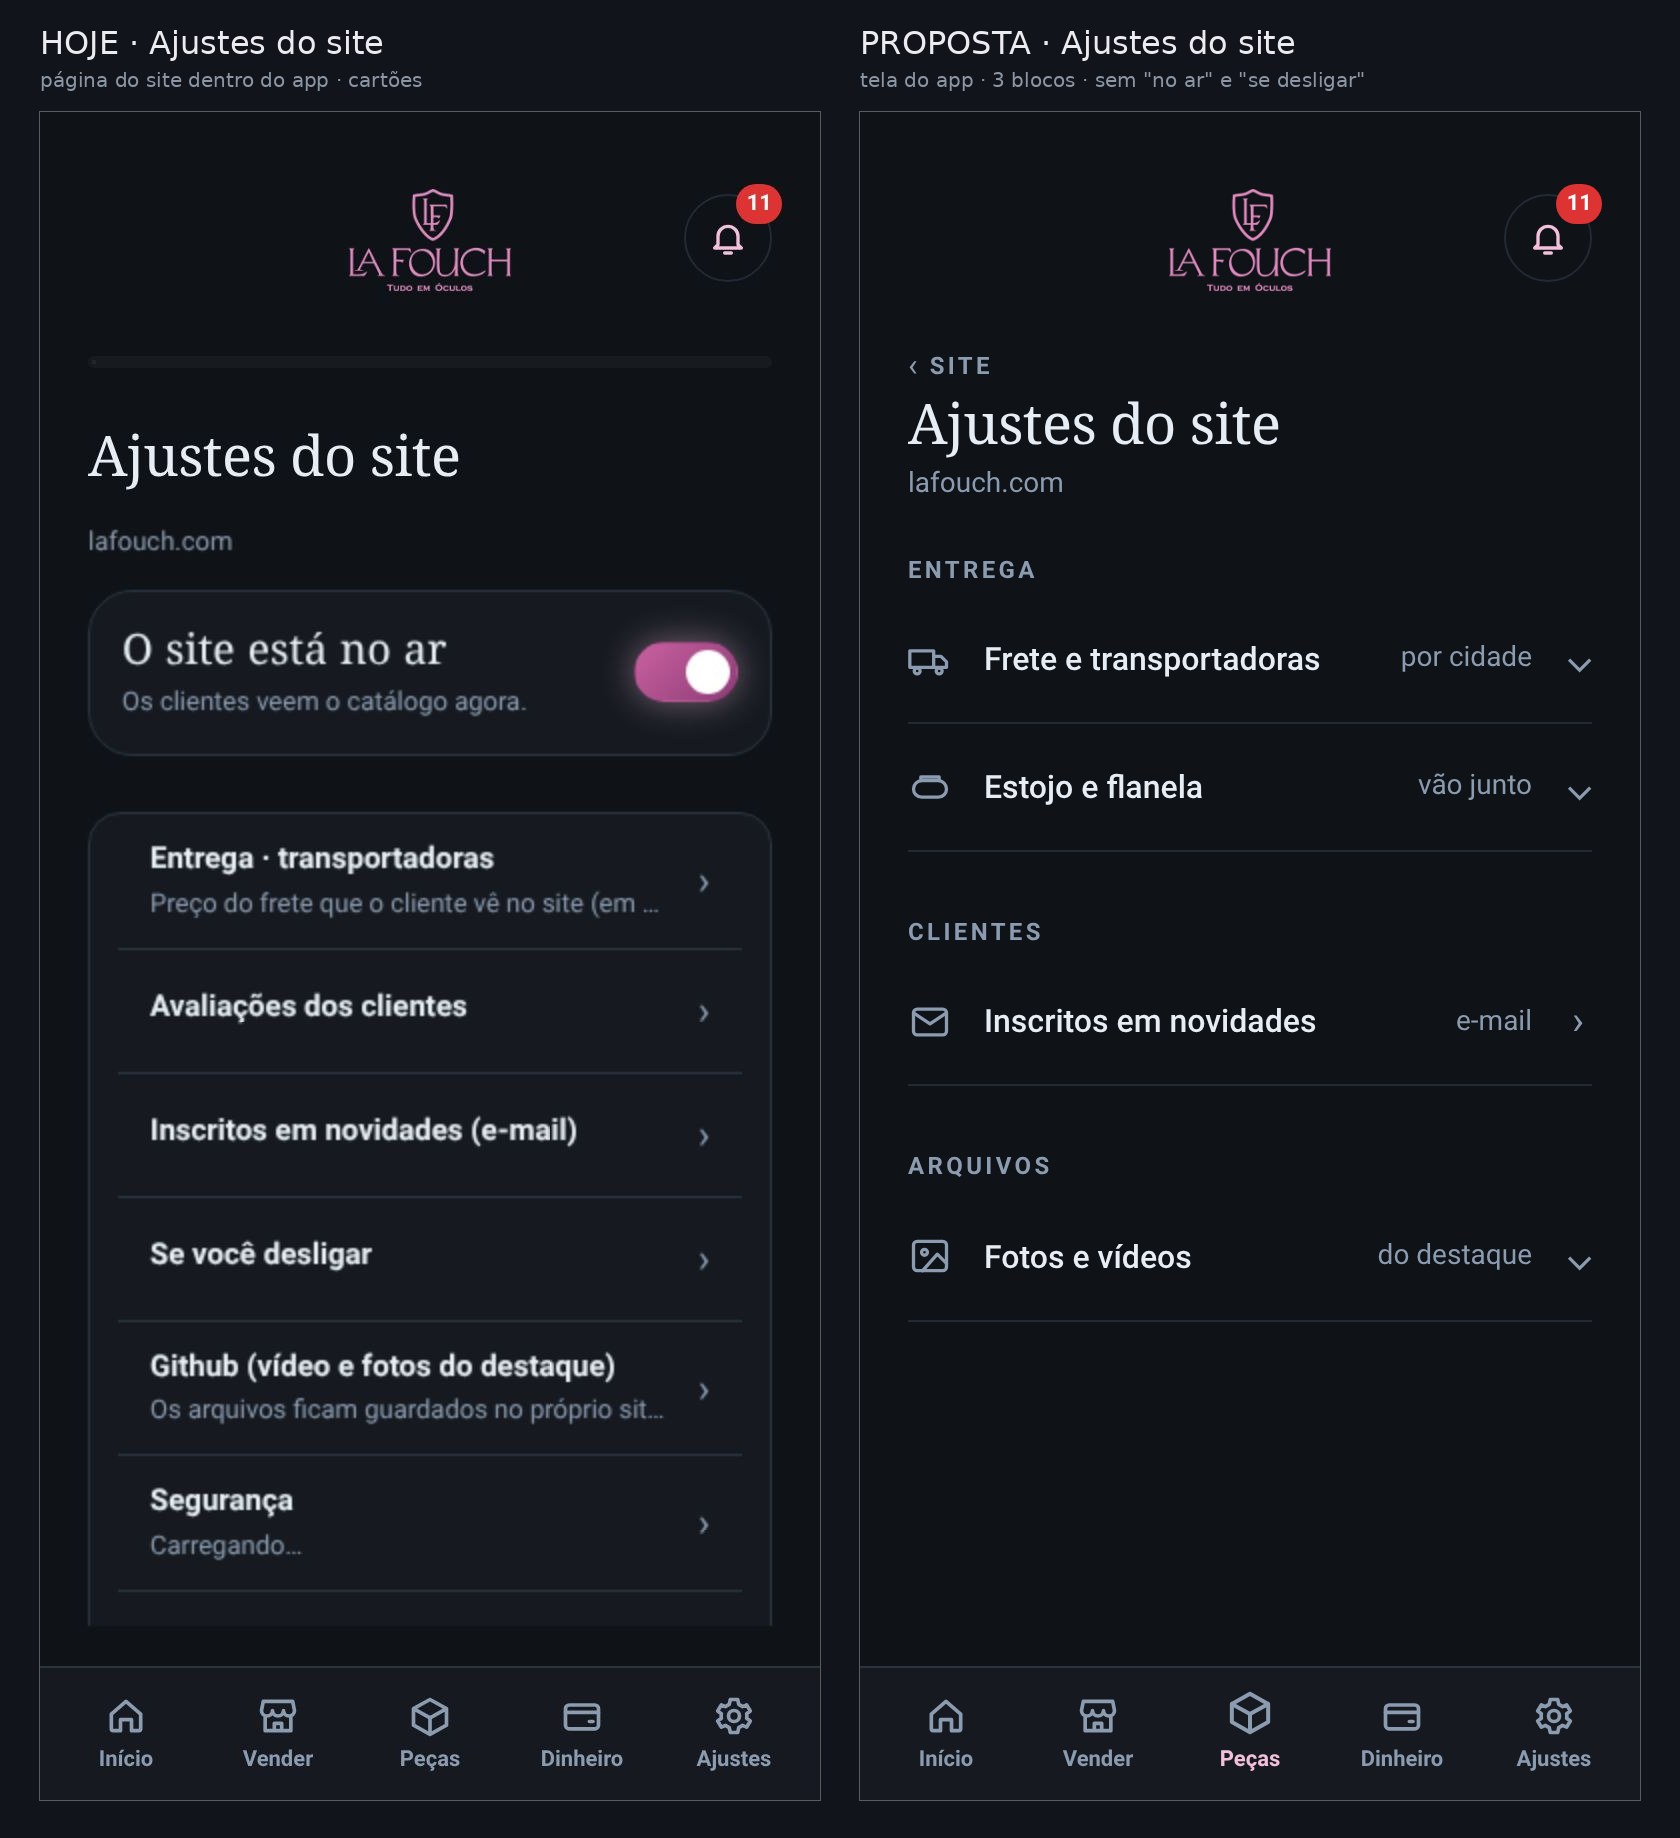 HOJE · Ajustes do site
página do site dentro do app · cartões
LF
LA FOUCH
TUDO EM ÓCULOS
11
Ajustes do site
lafouch.com
O site está no ar
Os clientes veem o catálogo agora.
Entrega · transportadoras
Preço do frete que o cliente vê no site (em ...
Avaliações dos clientes
Inscritos em novidades (e-mail)
Se você desligar
Github (vídeo e fotos do destaque)
Os arquivos ficam guardados no próprio sit...
Segurança
Carregando...
Início
Vender
Peças
Dinheiro
Ajustes
PROPOSTA · Ajustes do site
tela do app · 3 blocos · sem "no ar" e "se desligar"
LF
LA FOUCH
TUDO EM ÓCULOS
11
‹ SITE
Ajustes do site
lafouch.com
ENTREGA
Frete e transportadoras por cidade
Estojo e flanela vão junto
CLIENTES
Inscritos em novidades e-mail ›
ARQUIVOS
Fotos e vídeos do destaque
Início
Vender
Peças
Dinheiro
Ajustes